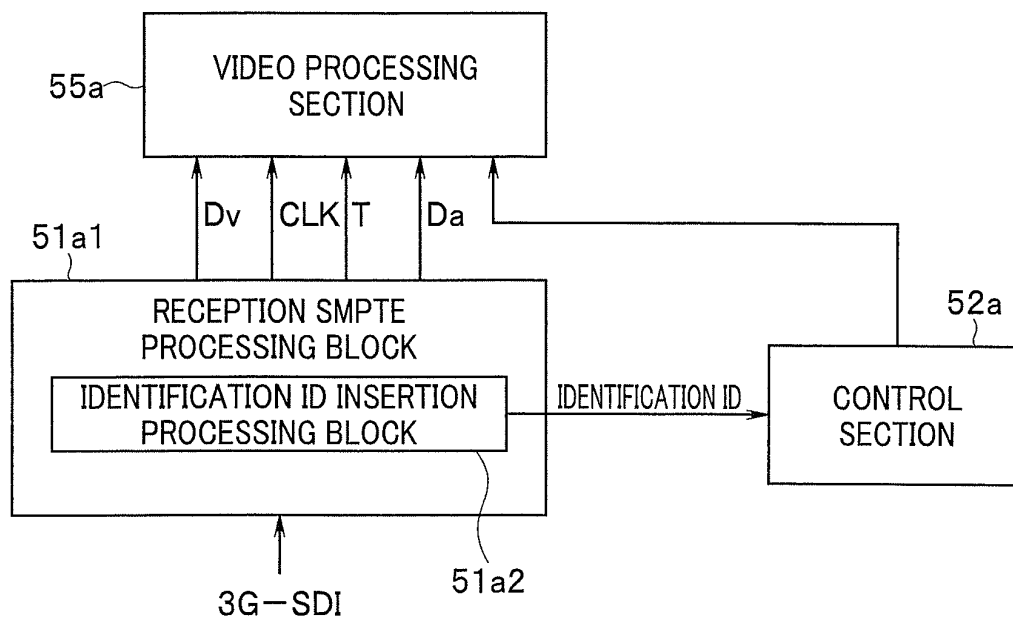 VIDEO PROCESSING
SECTION
55a
Dv
CLK
T
Da
51a1
RECEPTION SMPTE
PROCESSING BLOCK
52a
IDENTIFICATION ID INSERTION
PROCESSING BLOCK
IDENTIFICATION ID
CONTROL
SECTION
51a2
3G-SDI